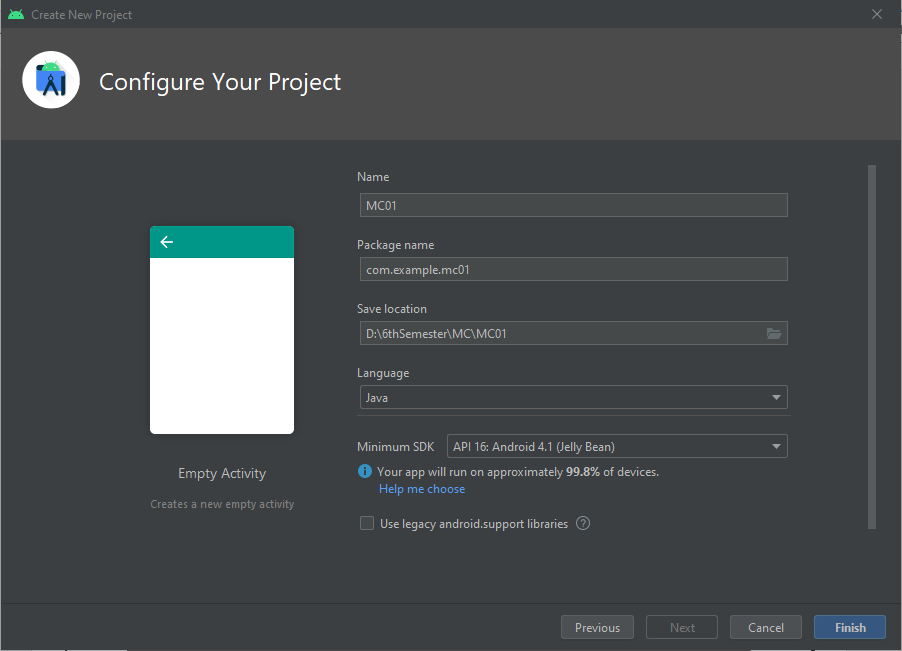 Create New Project
Configure Your Project
Name
MC01
Package name
com.example.mc01
Save location
D:\6thSemester\MC\MC01
Language
Java
Minimum SDK API 16: Android 4.1 (Jelly Bean)
Your app will run on approximately 99.8% of devices.
Help me choose
Use legacy android.support libraries ?
Empty Activity
Creates a new empty activity
Previous Next Cancel Finish